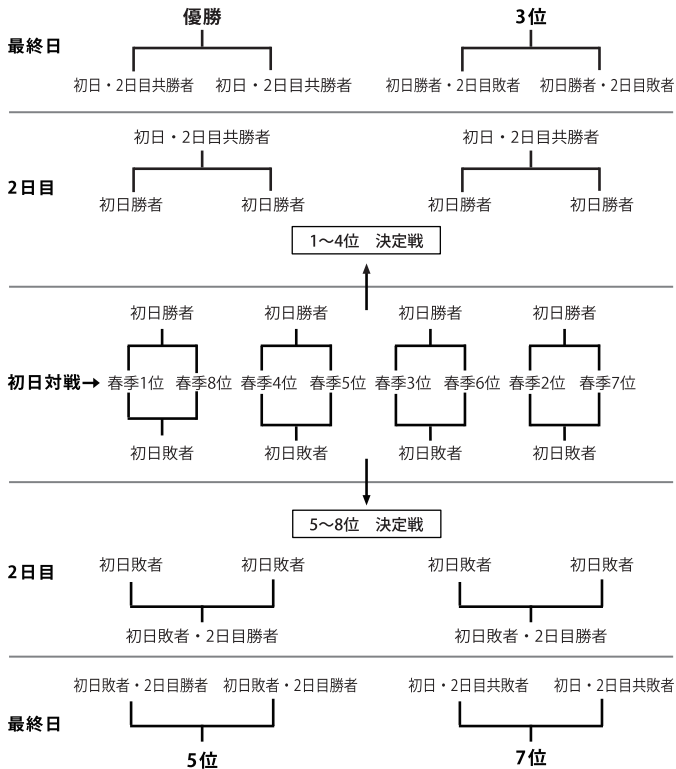 優勝
3位
最終日
初日・2日目共勝者 初日・2日目共勝者 初日勝者・2日目敗者 初日勝者・2日目敗者
初日・2日目共勝者 初日・2日目共勝者
2日目
初日勝者 初日勝者 初日勝者 初日勝者
1〜4位 決定戦
初日勝者 初日勝者 初日勝者 初日勝者
初日対戦→ 春季1位 春季8位 春季4位 春季5位 春季3位 春季6位 春季2位 春季7位
初日敗者 初日敗者 初日敗者 初日敗者
5〜8位 決定戦
2日目
初日敗者 初日敗者 初日敗者 初日敗者
初日敗者・2日目勝者 初日敗者・2日目勝者
初日敗者・2日目勝者 初日敗者・2日目勝者 初日・2日目共敗者 初日・2日目共敗者
最終日
5位 7位